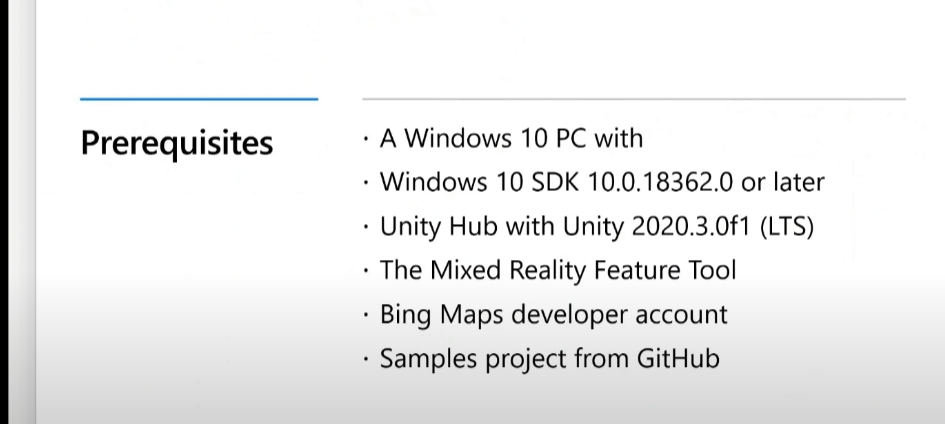 Prerequisites
· A Windows 10 PC with
· Windows 10 SDK 10.0.18362.0 or later
· Unity Hub with Unity 2020.3.0f1 (LTS)
· The Mixed Reality Feature Tool
· Bing Maps developer account
· Samples project from GitHub